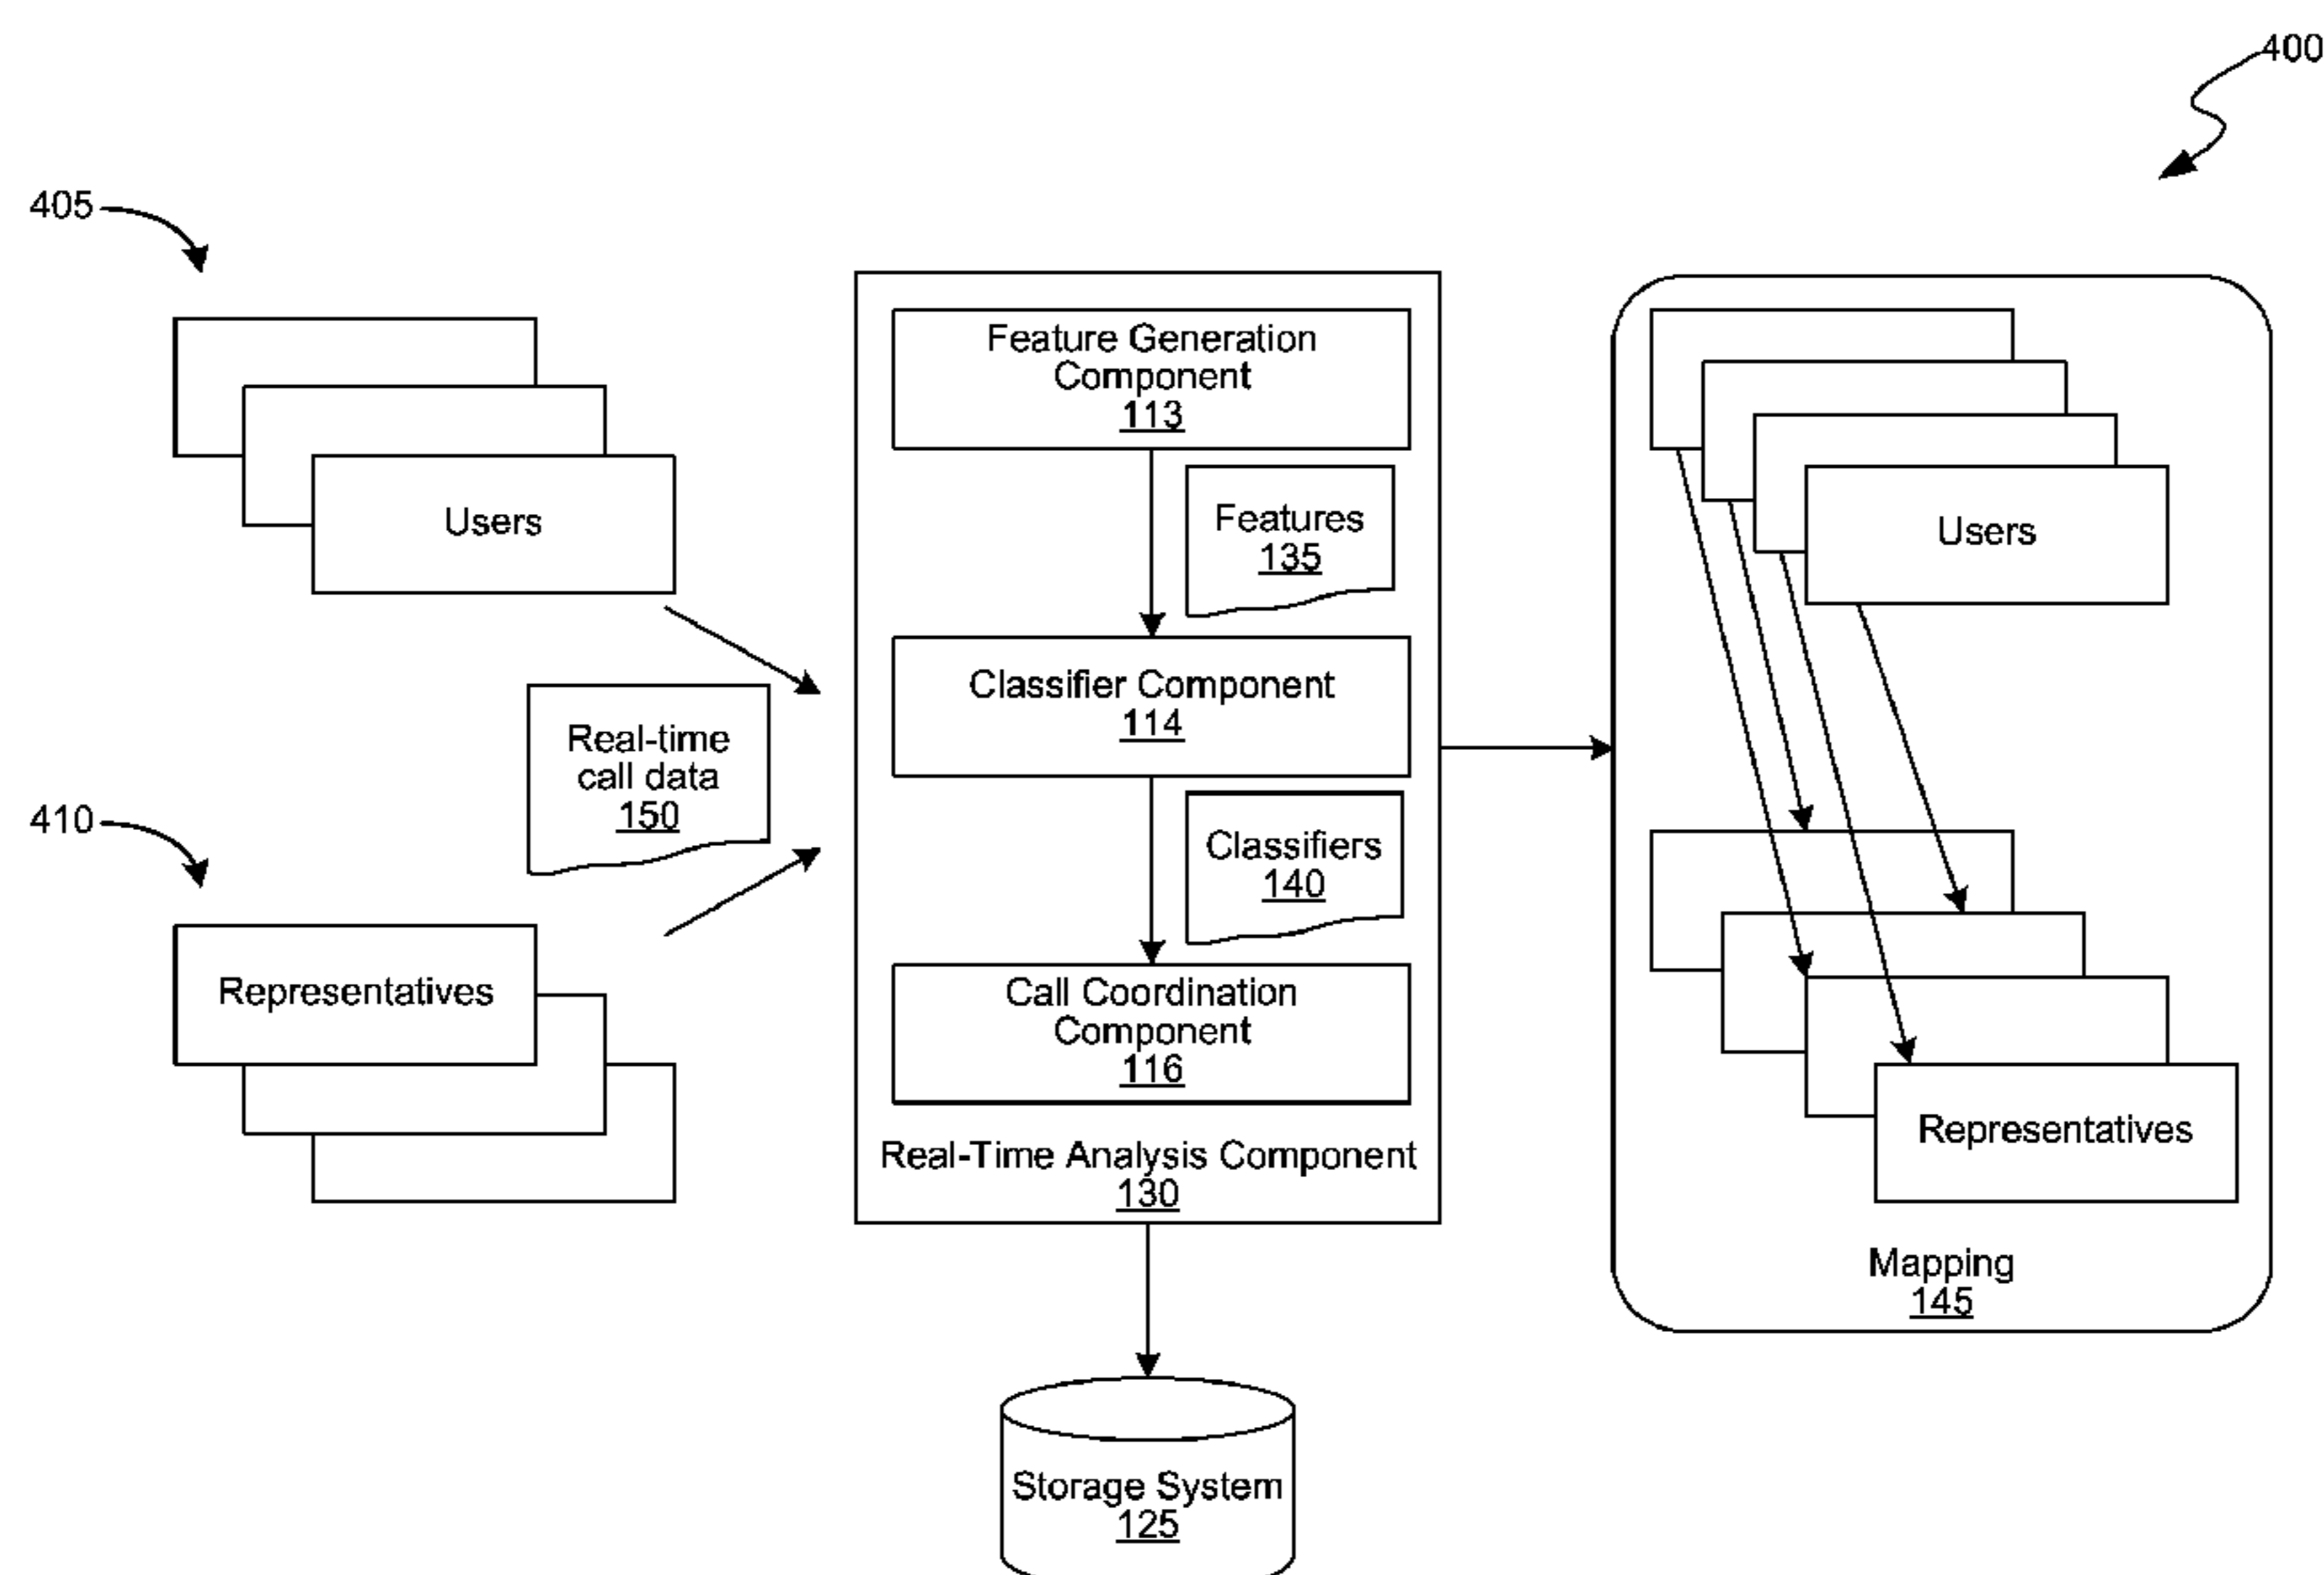 400
405
Users
Real-time
call data
150
410
Representatives
Feature Generation
Component
113
Features
135
Classifier Component
114
Classifiers
140
Call Coordination
Component
116
Real-Time Analysis Component
130
Storage System
125
Users
Representatives
Mapping
145